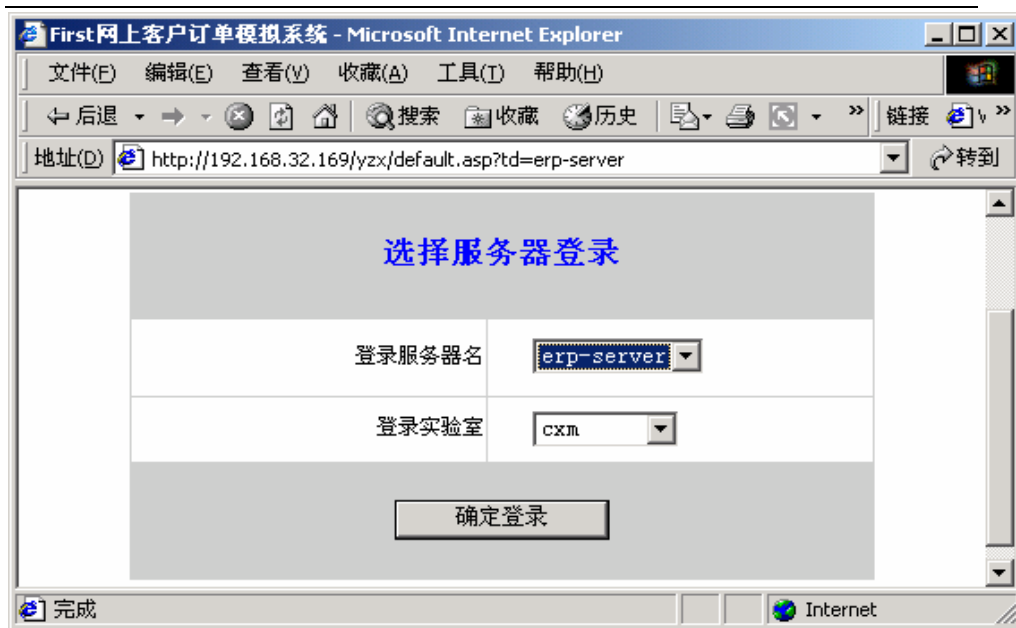 First网上客户订单模拟系统 - Microsoft Internet Explorer
文件(F) 编辑(E) 查看(V) 收藏(A) 工具(T) 帮助(H)
后退 搜索 收藏 历史 » 链接 »
地址(D) http://192.168.32.169/yzx/default.asp?td=erp-server 转到
选择服务器登录
登录服务器名 erp-server
登录实验室 cxm
确定登录
完成 Internet